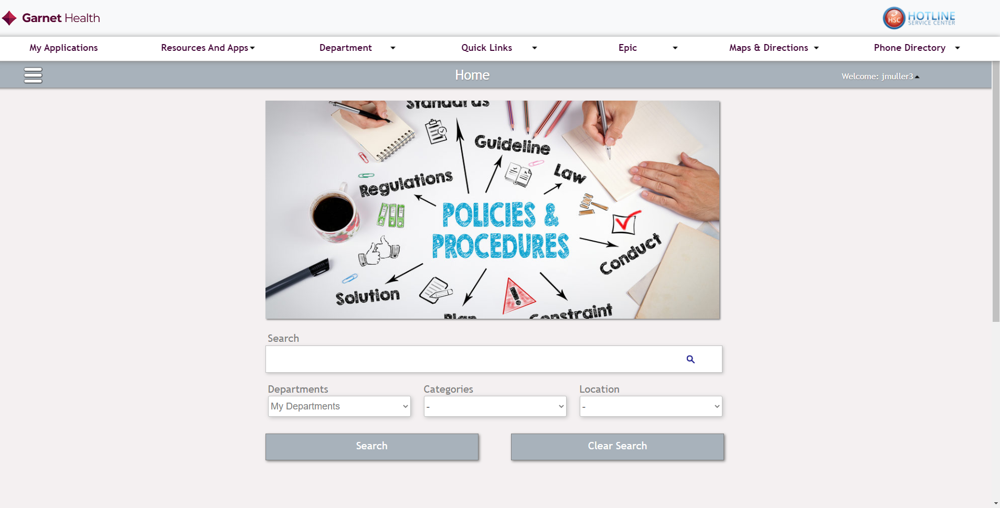 Garnet Health
HSC HOTLINE
SERVICE CENTER
My Applications Resources And Apps Department Quick Links Epic Maps & Directions Phone Directory
Home
Welcome: jmuller3
Standards
Guideline
Law
Regulations
POLICIES &
PROCEDURES
Conduct
Solution
Plan
Constraint
Search
Departments Categories Location
My Departments - -
Search Clear Search